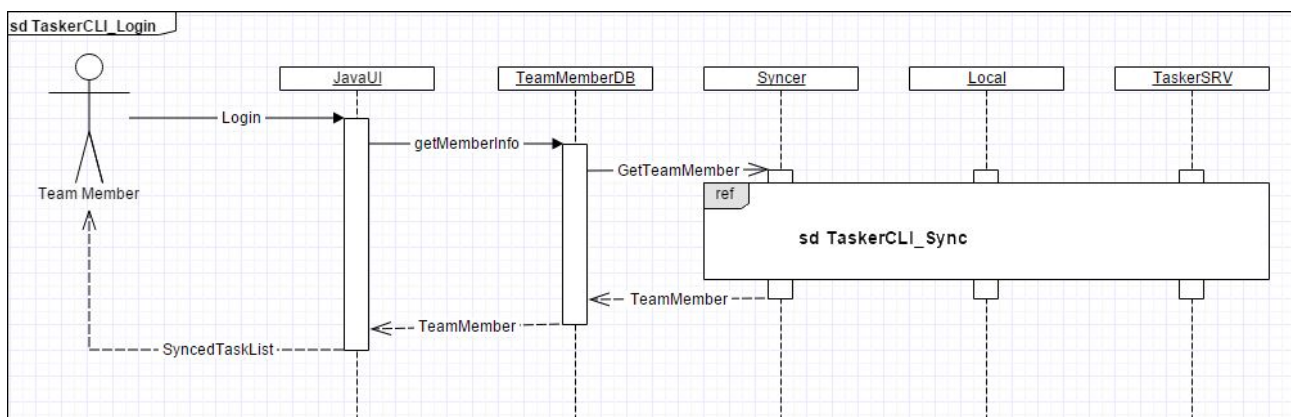 sd TaskerCLI_Login
JavaUI
TeamMemberDB
Syncer
Local
TaskerSRV
Login
getMemberInfo
GetTeamMember
Team Member
ref
sd TaskerCLI_Sync
TeamMember
TeamMember
SyncedTaskList